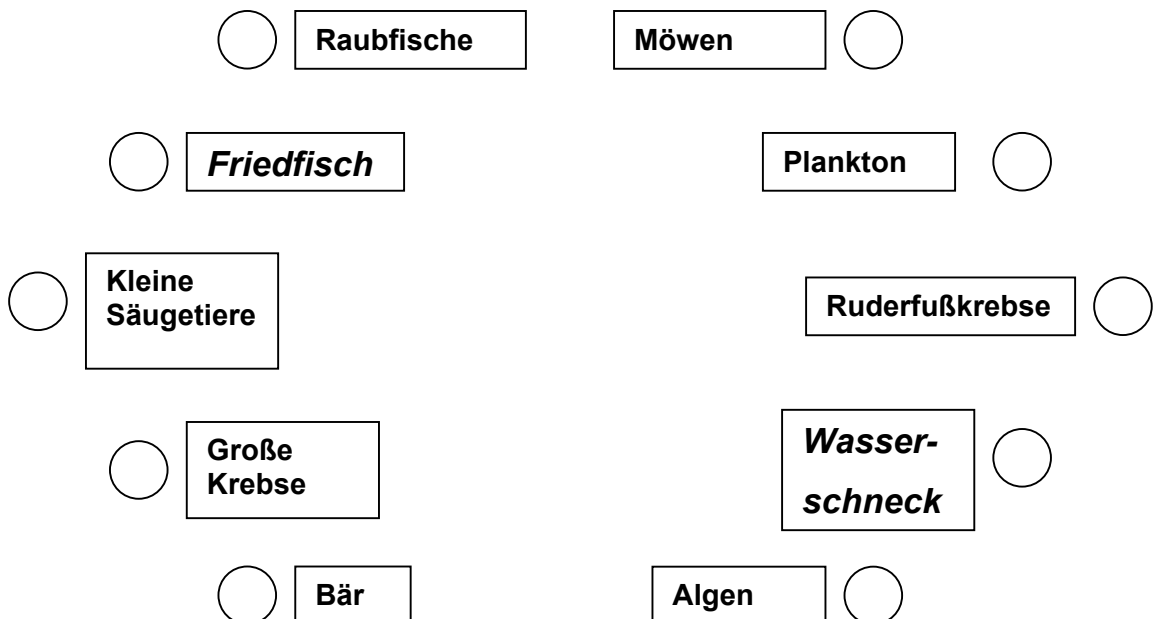 Raubfische
Möwen
Friedfisch
Plankton
Kleine
Säugetiere
Ruderfußkrebse
Große
Krebse
Wasser-
schneck
Bär
Algen